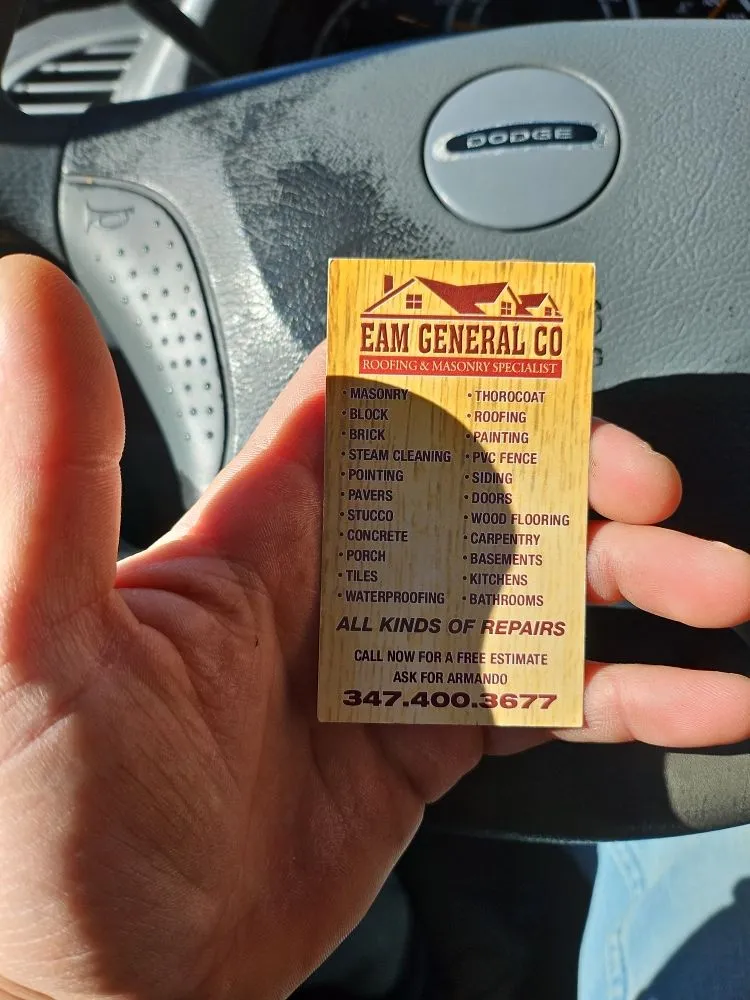 DODGE
EAM GENERAL CO
ROOFING & MASONRY SPECIALIST
• MASONRY
• BLOCK
• BRICK
• STEAM CLEANING
• POINTING
• PAVERS
• STUCCO
• CONCRETE
• PORCH
• TILES
• WATERPROOFING
• THOROCOAT
• ROOFING
• PAINTING
• PVC FENCE
• SIDING
• DOORS
• WOOD FLOORING
• CARPENTRY
• BASEMENTS
• KITCHENS
• BATHROOMS
ALL KINDS OF REPAIRS
CALL NOW FOR A FREE ESTIMATE
ASK FOR ARMANDO
347.400.3677